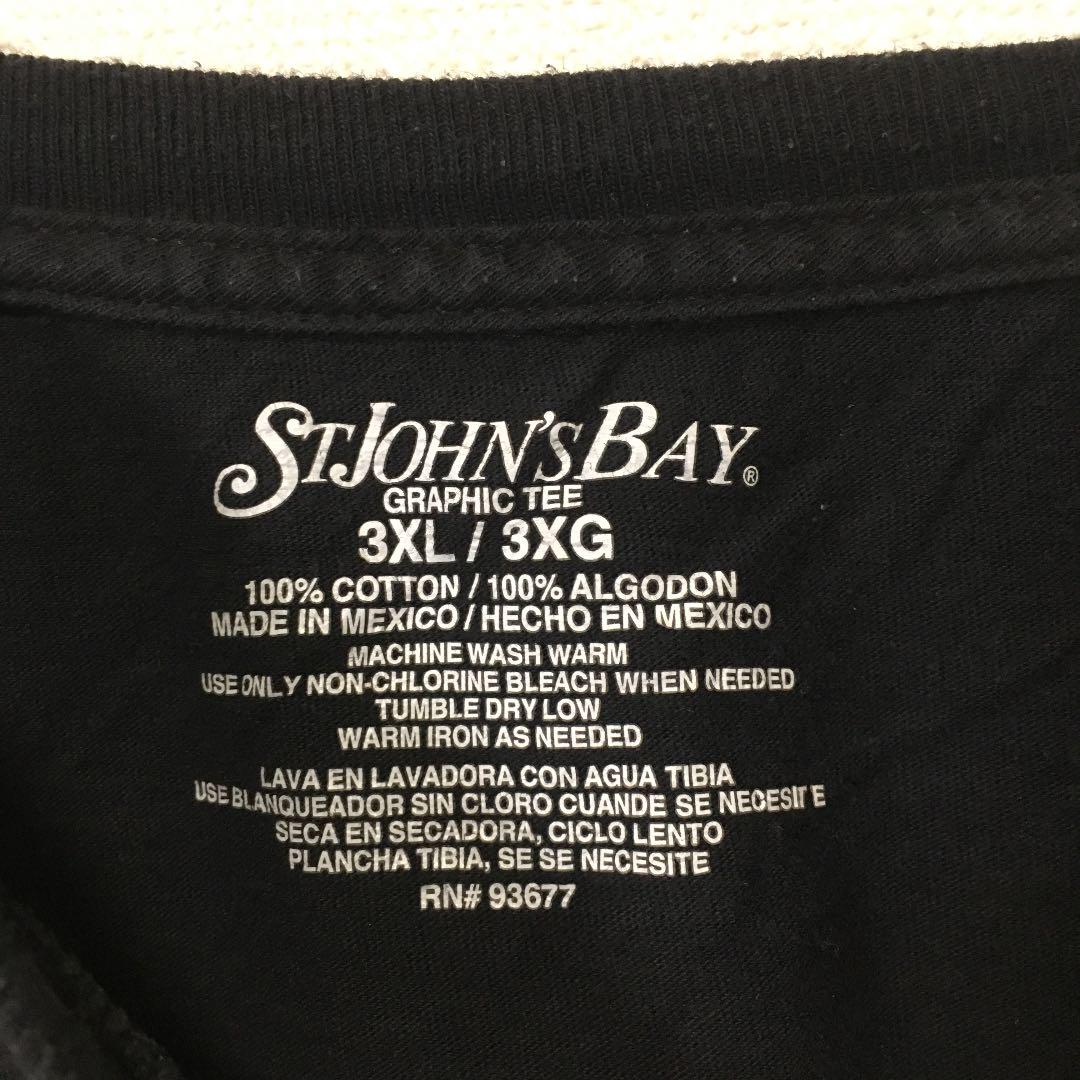 ST. JOHN'S BAY®
GRAPHIC TEE
3XL / 3XG
100% COTTON / 100% ALGODON
MADE IN MEXICO / HECHO EN MEXICO
MACHINE WASH WARM
USE ONLY NON-CHLORINE BLEACH WHEN NEEDED
TUMBLE DRY LOW
WARM IRON AS NEEDED
LAVA EN LAVADORA CON AGUA TIBIA
USE BLANQUEADOR SIN CLORO CUANDE SE NECESITE
SECA EN SECADORA, CICLO LENTO
PLANCHA TIBIA, SE SE NECESITE
RN# 93677